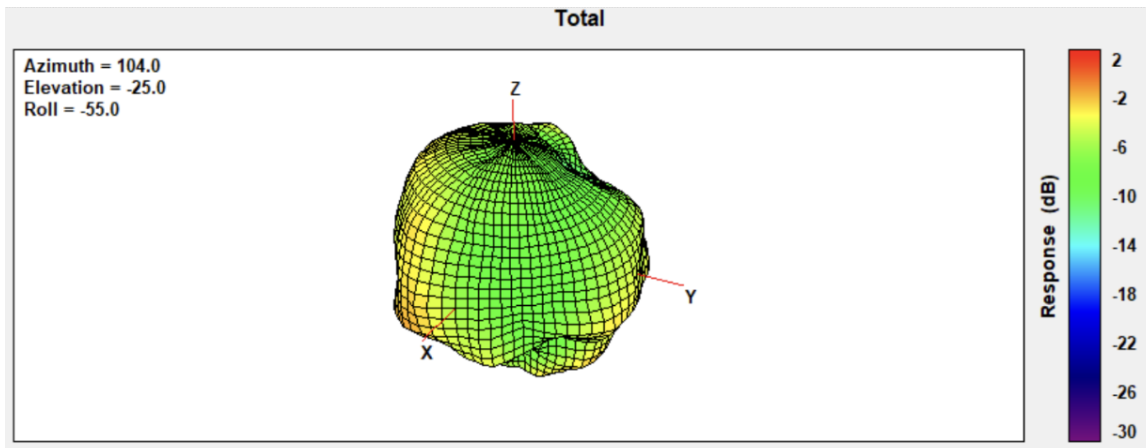 Total
Azimuth = 104.0
Elevation = -25.0
Roll = -55.0
Z
Y
X
Response (dB)
2
-2
-6
-10
-14
-18
-22
-26
-30